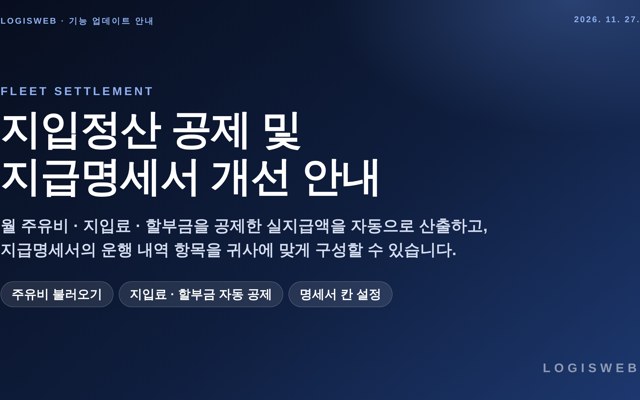 LOGISWEB · 기능 업데이트 안내
2026. 11. 27.
FLEET SETTLEMENT
지입정산 공제 및
지급명세서 개선 안내
월 주유비 · 지입료 · 할부금을 공제한 실지급액을 자동으로 산출하고,
지급명세서의 운행 내역 항목을 귀사에 맞게 구성할 수 있습니다.
주유비 불러오기
지입료 · 할부금 자동 공제
명세서 칸 설정
LOGISWEB